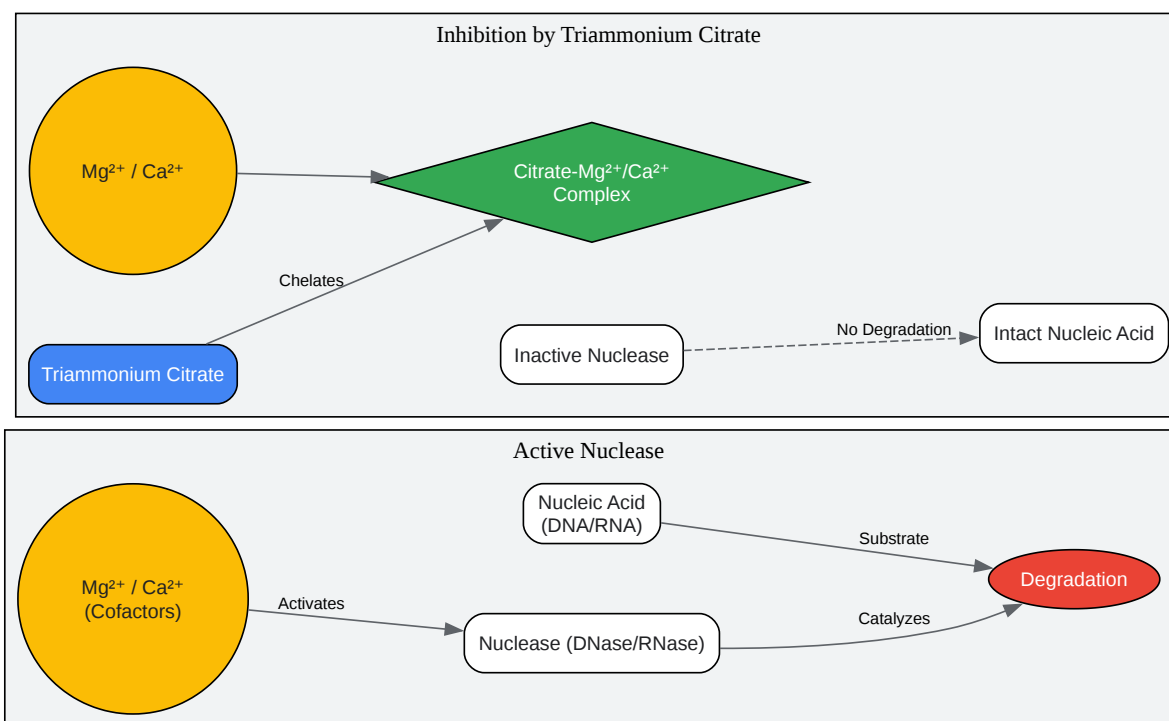 Inhibition by Triammonium Citrate
Mg²⁺ / Ca²⁺
Citrate-Mg²⁺/Ca²⁺
Complex
Chelates
Triammonium Citrate
Inactive Nuclease
No Degradation
Intact Nucleic Acid
Active Nuclease
Mg²⁺ / Ca²⁺
(Cofactors)
Activates
Nucleic Acid
(DNA/RNA)
Substrate
Nuclease (DNase/RNase)
Catalyzes
Degradation